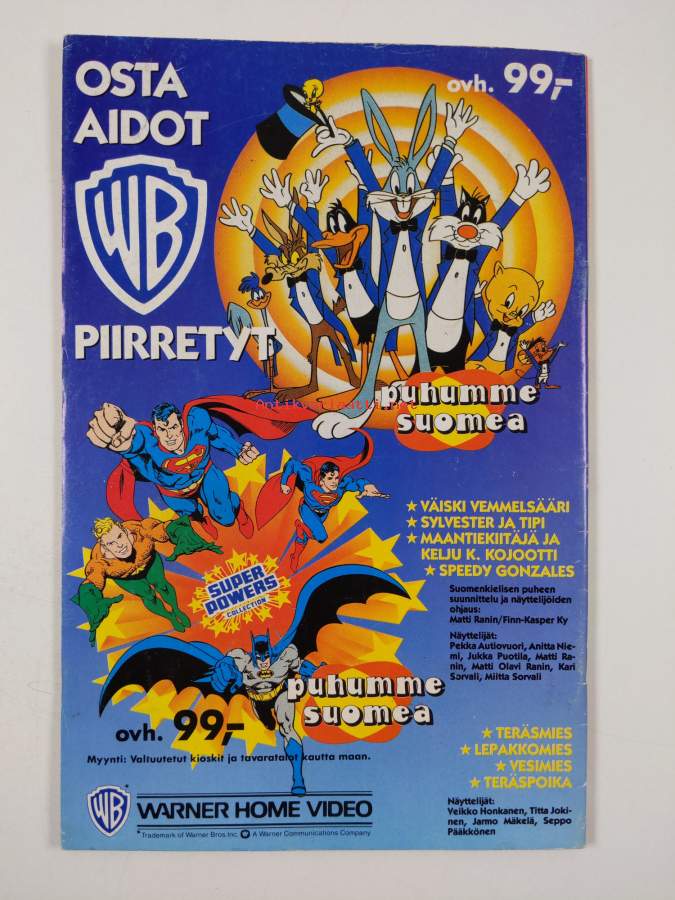 OSTA
AIDOT
WB
PIIRRETYT
ovh. 99,-
puhumme
suomea
★ VÄISKI VEMMELSÄÄRI
★ SYLVESTER JA TIPI
★ MAANTIEKIITÄJÄ JA
KELJU K. KOJOOTTI
★ SPEEDY GONZALES
Suomenkielisen puheen
suunnittelu ja näyttelijöiden
ohjaus:
Matti Ranin/Finn-Kasper Ky
Näyttelijät:
Pekka Autiovuori, Anitta Nie-
mi, Jukka Puotila, Matti Ra-
nin, Matti Olavi Ranin, Kari
Sorvali, Miitta Sorvali
SUPER
POWERS
COLLECTION
puhumme
suomea
ovh. 99,-
Myynti: Valtuutetut kioskit ja tavaratalot kautta maan.
★ TERÄSMIES
★ LEPAKKOMIES
★ VESIMIES
★ TERÄSPOIKA
Näyttelijät:
Veikko Honkanen, Titta Joki-
nen, Jarmo Mäkelä, Seppo
Pääkkönen
WB
WARNER HOME VIDEO
*Trademark of Warner Bros. Inc. A Warner Communications Company